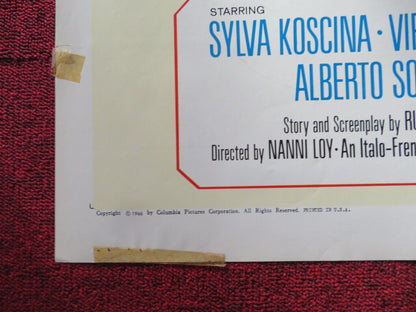 STARRING
SYLVA KOSCINA · VI
ALBERTO SO
Story and Screenplay by RU
Directed by NANNI LOY · An Italo-Fren
Copyright © 1966 by Columbia Pictures Corporation. All Rights Reserved. PRINTED IN U.S.A.